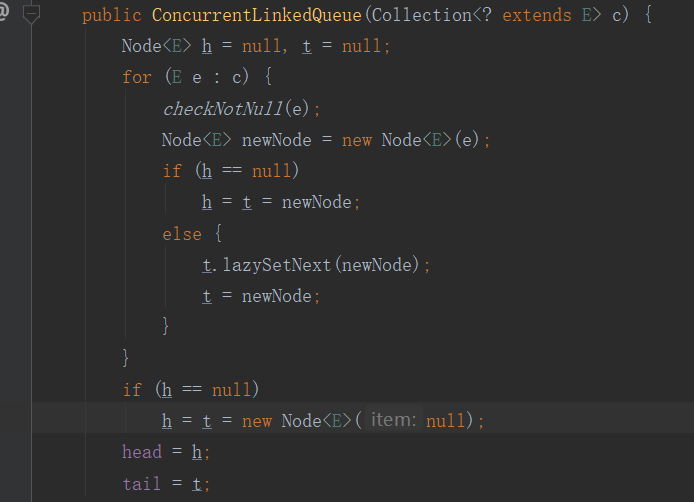 public ConcurrentLinkedQueue(Collection<? extends E> c) {
Node<E> h = null, t = null;
for (E e : c) {
checkNotNull(e);
Node<E> newNode = new Node<E>(e);
if (h == null)
h = t = newNode;
else {
t.lazySetNext(newNode);
t = newNode;
}
}
if (h == null)
h = t = new Node<E>( item: null);
head = h;
tail = t;